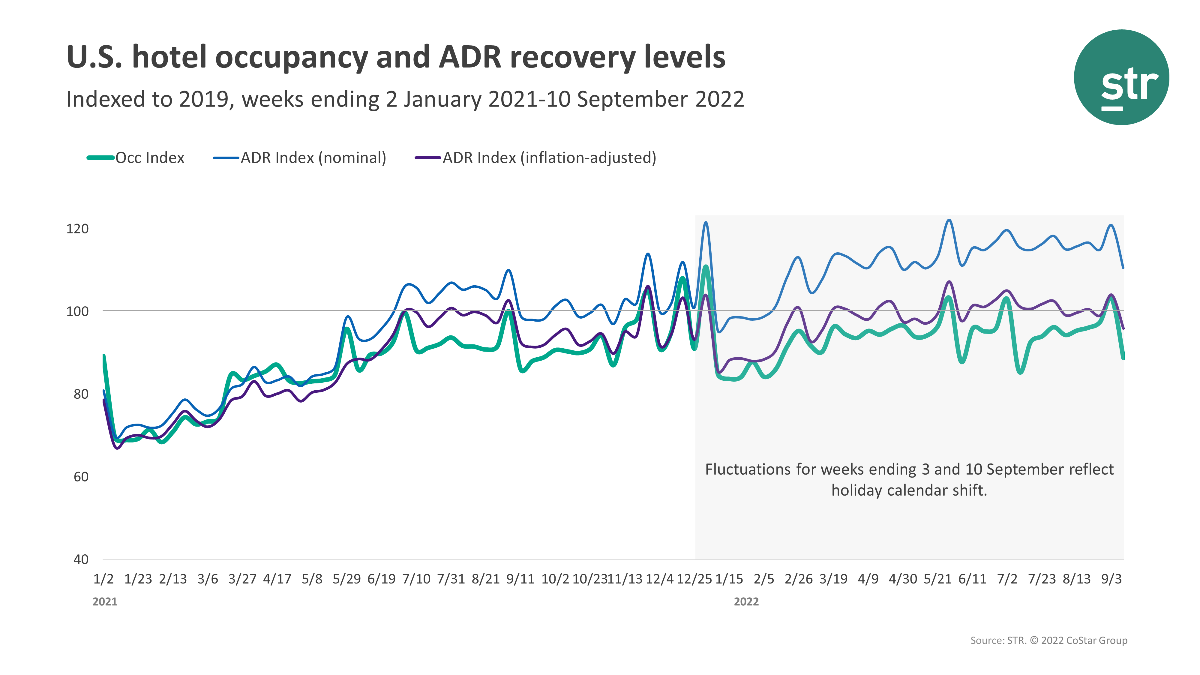 U.S. hotel occupancy and ADR recovery levels
Indexed to 2019, weeks ending 2 January 2021-10 September 2022
str
Occ Index ADR Index (nominal) ADR Index (inflation-adjusted)
120
100
80
60
40
Fluctuations for weeks ending 3 and 10 September reflect
holiday calendar shift.
1/2 1/23 2/13 3/6 3/27 4/17 5/8 5/29 6/19 7/10 7/31 8/21 9/11 10/2 10/23 11/13 12/4 12/25 1/15 2/5 2/26 3/19 4/9 4/30 5/21 6/11 7/2 7/23 8/13 9/3
2021 2022
Source: STR. © 2022 CoStar Group